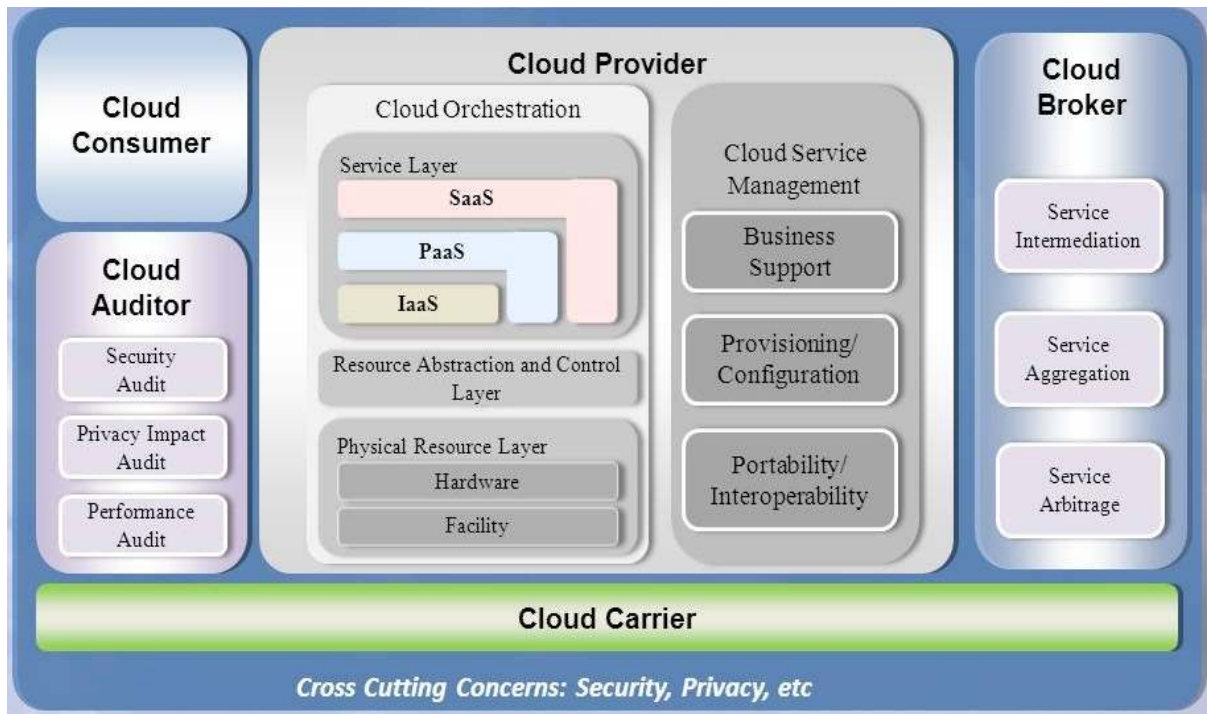 Cloud
Consumer
Cloud
Auditor
Security
Audit
Privacy Impact
Audit
Performance
Audit
Cloud Provider
Cloud Orchestration
Service Layer
SaaS
PaaS
IaaS
Resource Abstraction and Control
Layer
Physical Resource Layer
Hardware
Facility
Cloud Service
Management
Business
Support
Provisioning/
Configuration
Portability/
Interoperability
Cloud
Broker
Service
Intermediation
Service
Aggregation
Service
Arbitrage
Cloud Carrier
Cross Cutting Concerns: Security, Privacy, etc